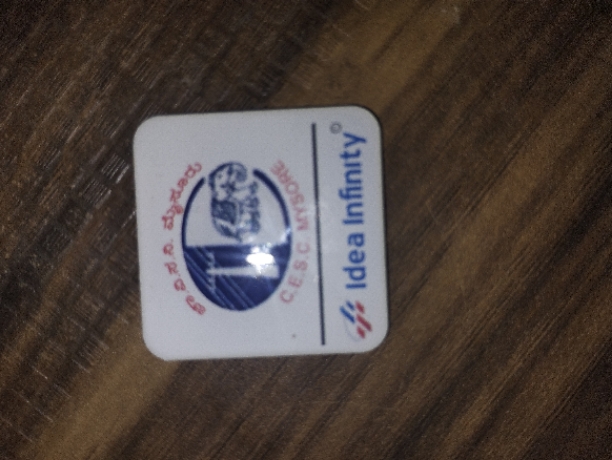 ಚಾ.ವಿ.ಸ.ನಿ. ಮೈಸೂರು
C.E.S.C. MYSORE
Idea Infinity©